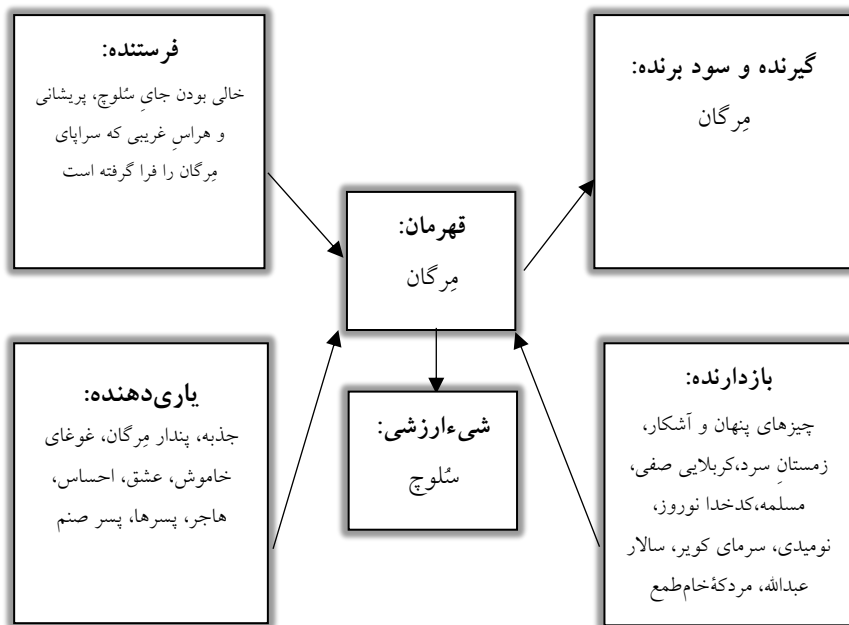 فرستنده:
خالی بودن جایِ سُلوچ، پریشانی
و هراسِ غریبی که سراپای
مِرگان را فرا گرفته است
گیرنده و سود برنده:
مِرگان
قهرمان:
مِرگان
یاری‌دهنده:
جذبه، پندار مِرگان، غوغای
خاموش، عشق، احساس،
هاجر، پسرها، پسر صنم
شیءارزشی:
سُلوچ
بازدارنده:
چیزهای پنهان و آشکار،
زمستانِ سرد،کربلایی صفی،
مسلمه،کدخدا نوروز،
نومیدی، سرمای کویر، سالار
عبدالله، مردکهٔ‌خام‌طمع